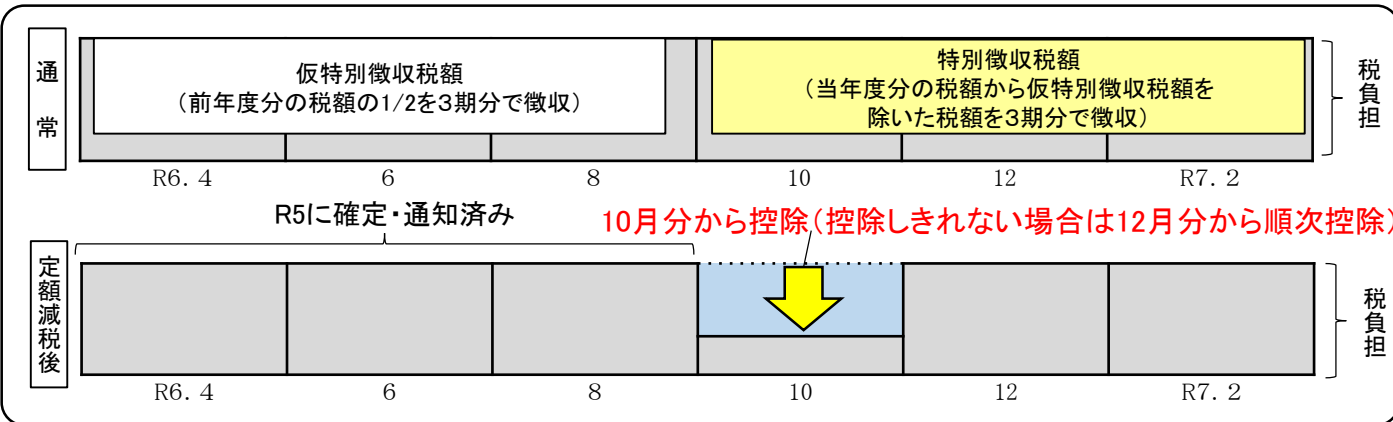 通常
仮特別徴収税額
（前年度分の税額の1/2を3期分で徴収）
特別徴収税額
（当年度分の税額から仮特別徴収税額を
除いた税額を3期分で徴収）
税負担
R6.4
6
8
10
12
R7.2
R5に確定・通知済み
10月分から控除（控除しきれない場合は12月分から順次控除）
定額減税後
税負担
R6.4
6
8
10
12
R7.2